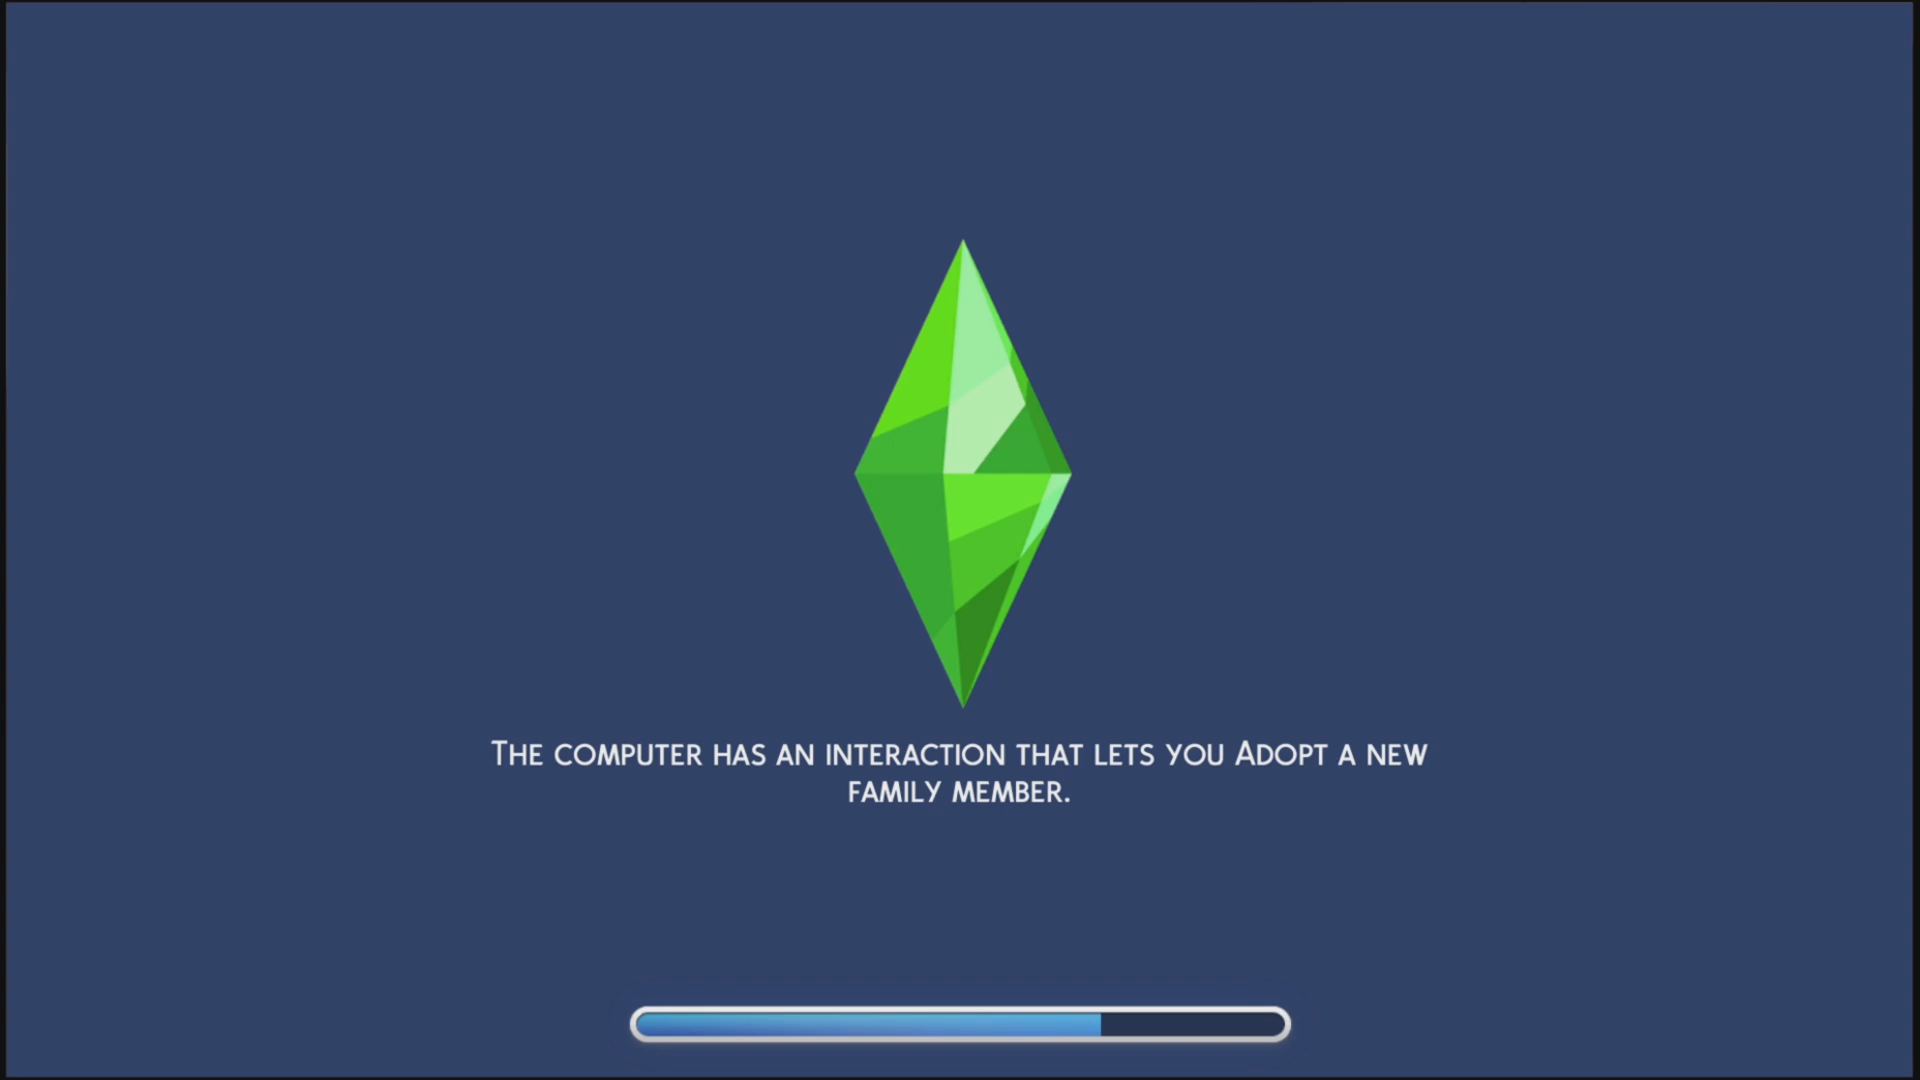 The computer has an interaction that lets you Adopt a new
family member.